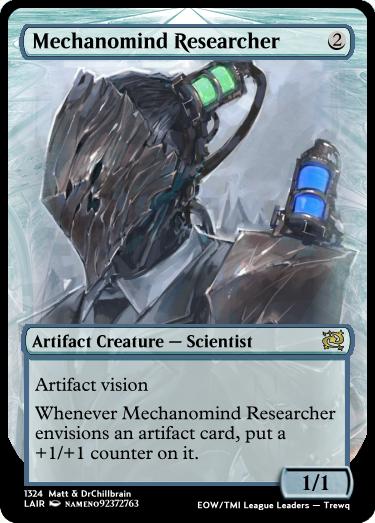 Mechanomind Researcher 2
Artifact Creature — Scientist
Artifact vision
Whenever Mechanomind Researcher
envisions an artifact card, put a
+1/+1 counter on it.
1/1
1324 Matt & DrChillbrain
LAIR NAMENO92372763
EOW/TMI League Leaders — Trewq